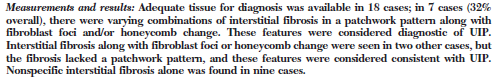 Measurements and results: Adequate tissue for diagnosis was available in 18 cases; in 7 cases (32%
overall), there were varying combinations of interstitial fibrosis in a patchwork pattern along with
fibroblast foci and/or honeycomb change. These features were considered diagnostic of UIP.
Interstitial fibrosis along with fibroblast foci or honeycomb change were seen in two other cases, but
the fibrosis lacked a patchwork pattern, and these features were considered consistent with UIP.
Nonspecific interstitial fibrosis alone was found in nine cases.